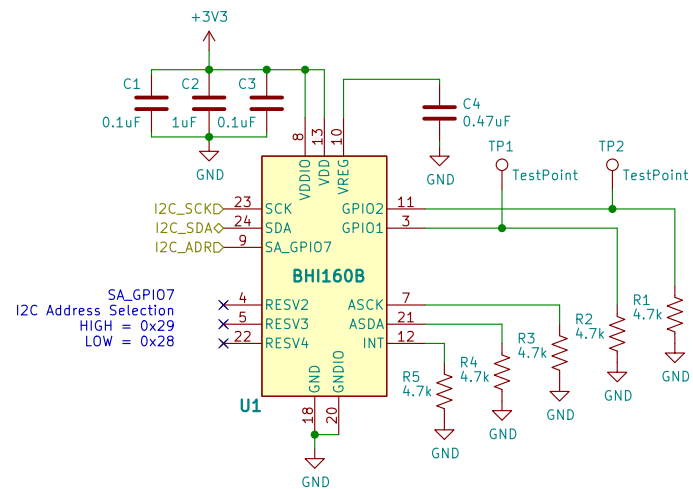 +3V3
C1
C2
C3
0.1uF
1uF
0.1uF
GND
8
13
10
VDDIO
VDD
VREG
C4
0.47uF
GND
TP1
TestPoint
TP2
TestPoint
I2C_SCK
23
SCK
I2C_SDA
24
SDA
I2C_ADR
9
SA_GPIO7
GPIO2
11
GPIO1
3
BHI160B
SA_GPIO7
I2C Address Selection
HIGH = 0x29
LOW = 0x28
4
RESV2
5
RESV3
22
RESV4
ASCK
7
ASDA
21
INT
12
R1
4.7k
GND
R2
4.7k
GND
R3
4.7k
GND
R4
4.7k
GND
R5
4.7k
GND
GND
GNDIO
U1
18
20
GND